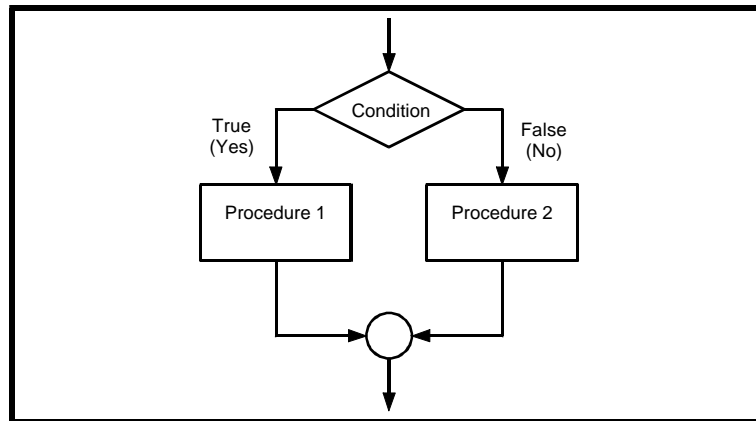 Condition
True
(Yes)
False
(No)
Procedure 1
Procedure 2